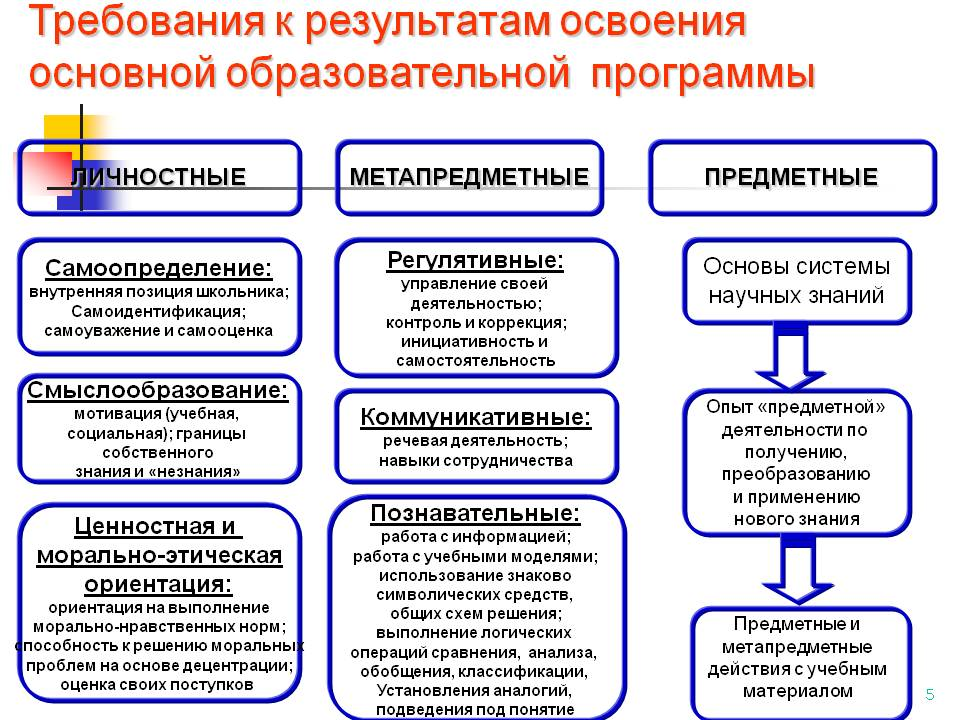 Требования к результатам освоения
основной образовательной программы
ЛИЧНОСТНЫЕ
МЕТАПРЕДМЕТНЫЕ
ПРЕДМЕТНЫЕ
Самоопределение:
внутренняя позиция школьника;
Самоидентификация;
самоуважение и самооценка
Смыслообразование:
мотивация (учебная,
социальная); границы
собственного
знания и «незнания»
Ценностная и
морально-этическая
ориентация:
ориентация на выполнение
морально-нравственных норм;
способность к решению моральных
проблем на основе децентрации;
оценка своих поступков
Регулятивные:
управление своей
деятельностью;
контроль и коррекция;
инициативность и
самостоятельность
Коммуникативные:
речевая деятельность;
навыки сотрудничества
Познавательные:
работа с информацией;
работа с учебными моделями;
использование знаково
символических средств,
общих схем решения;
выполнение логических
операций сравнения, анализа,
обобщения, классификации,
Установления аналогий,
подведения под понятие
Основы системы
научных знаний
Опыт «предметной»
деятельности по
получению,
преобразованию
и применению
нового знания
Предметные и
метапредметные
действия с учебным
материалом
5